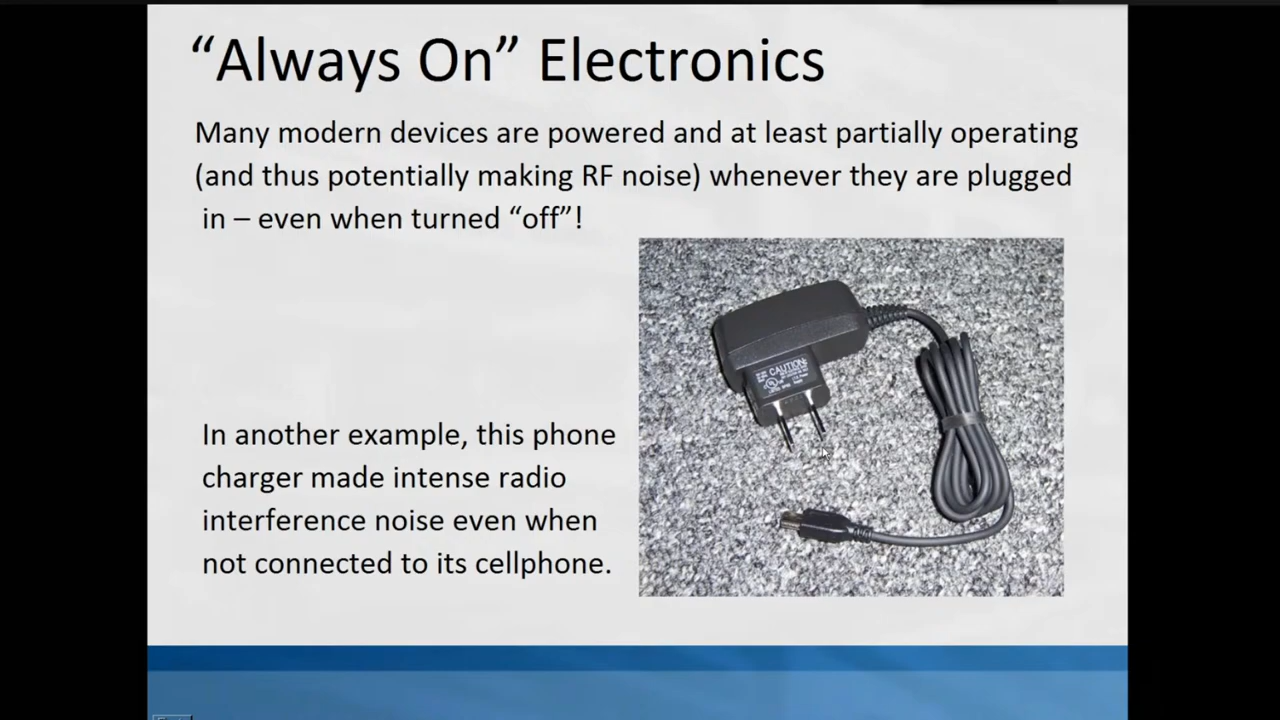 “Always On” Electronics
Many modern devices are powered and at least partially operating
(and thus potentially making RF noise) whenever they are plugged
in – even when turned “off”!
CAUTION:
In another example, this phone
charger made intense radio
interference noise even when
not connected to its cellphone.